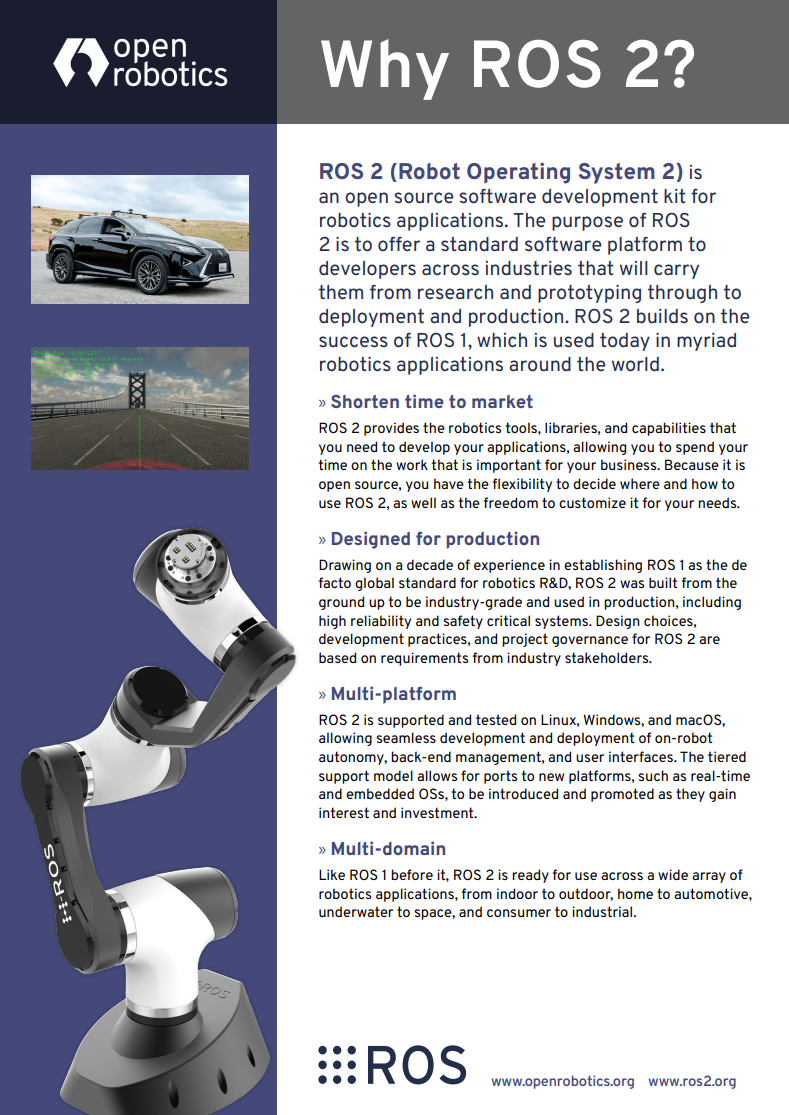 open
robotics
Why ROS 2?
ROS 2 (Robot Operating System 2) is
an open source software development kit for
robotics applications. The purpose of ROS
2 is to offer a standard software platform to
developers across industries that will carry
them from research and prototyping through to
deployment and production. ROS 2 builds on the
success of ROS 1, which is used today in myriad
robotics applications around the world.
» Shorten time to market
ROS 2 provides the robotics tools, libraries, and capabilities that
you need to develop your applications, allowing you to spend your
time on the work that is important for your business. Because it is
open source, you have the flexibility to decide where and how to
use ROS 2, as well as the freedom to customize it for your needs.
» Designed for production
Drawing on a decade of experience in establishing ROS 1 as the de
facto global standard for robotics R&D, ROS 2 was built from the
ground up to be industry-grade and used in production, including
high reliability and safety critical systems. Design choices,
development practices, and project governance for ROS 2 are
based on requirements from industry stakeholders.
» Multi-platform
ROS 2 is supported and tested on Linux, Windows, and macOS,
allowing seamless development and deployment of on-robot
autonomy, back-end management, and user interfaces. The tiered
support model allows for ports to new platforms, such as real-time
and embedded OSs, to be introduced and promoted as they gain
interest and investment.
» Multi-domain
Like ROS 1 before it, ROS 2 is ready for use across a wide array of
robotics applications, from indoor to outdoor, home to automotive,
underwater to space, and consumer to industrial.
H-ROS
ROS
www.openrobotics.org www.ros2.org